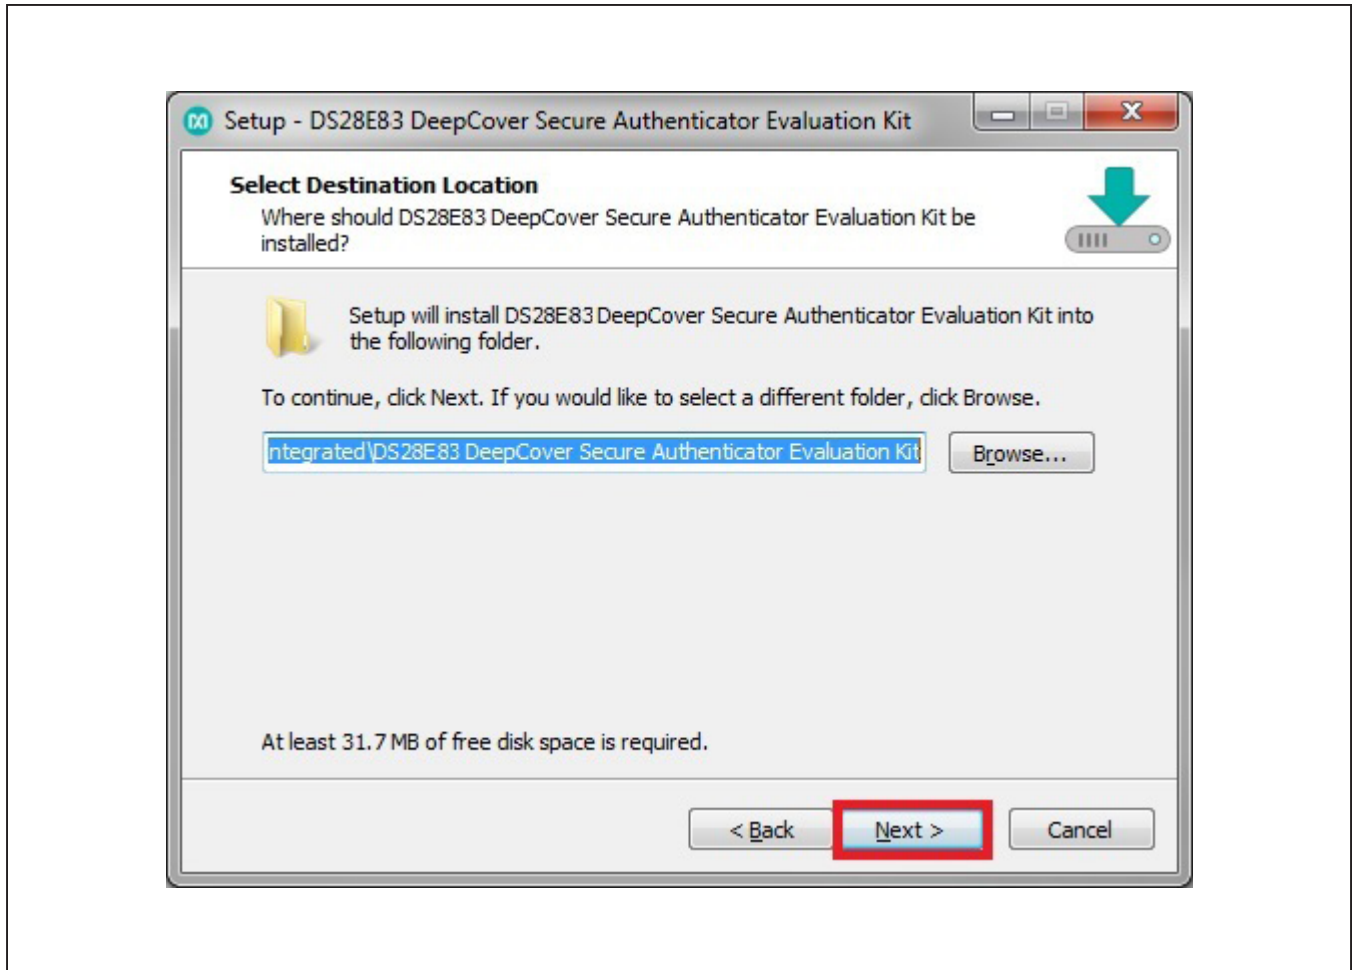 Setup - DS28E83 DeepCover Secure Authenticator Evaluation Kit
Select Destination Location
Where should DS28E83 DeepCover Secure Authenticator Evaluation Kit be
installed?
Setup will install DS28E83 DeepCover Secure Authenticator Evaluation Kit into
the following folder.
To continue, click Next. If you would like to select a different folder, click Browse.
ntegrated\DS28E83 DeepCover Secure Authenticator Evaluation Kit
Browse...
At least 31.7 MB of free disk space is required.
< Back
Next >
Cancel